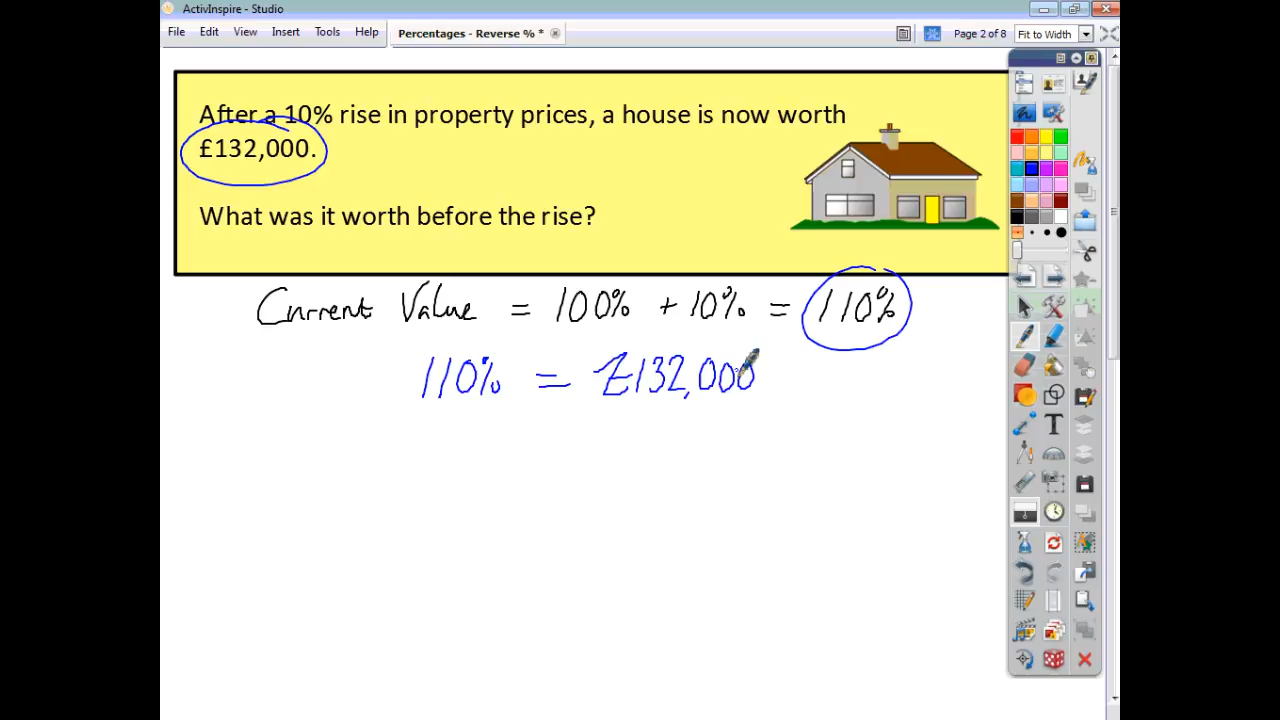 ActivInspire - Studio
File Edit View Insert Tools Help
Percentages - Reverse % *
Page 2 of 8
Fit to Width
After a 10% rise in property prices, a house is now worth
£132,000.
What was it worth before the rise?
Current Value = 100% + 10% = 110%
110% = £132,000